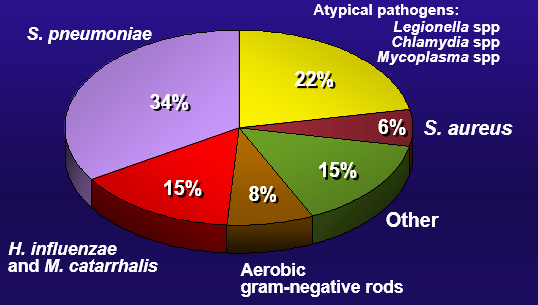 Atypical pathogens:
Legionella spp
Chlamydia spp
Mycoplasma spp
S. pneumoniae
22%
34%
6%
S. aureus
15%
15%
8%
Other
H. influenzae
and M. catarrhalis
Aerobic
gram-negative rods